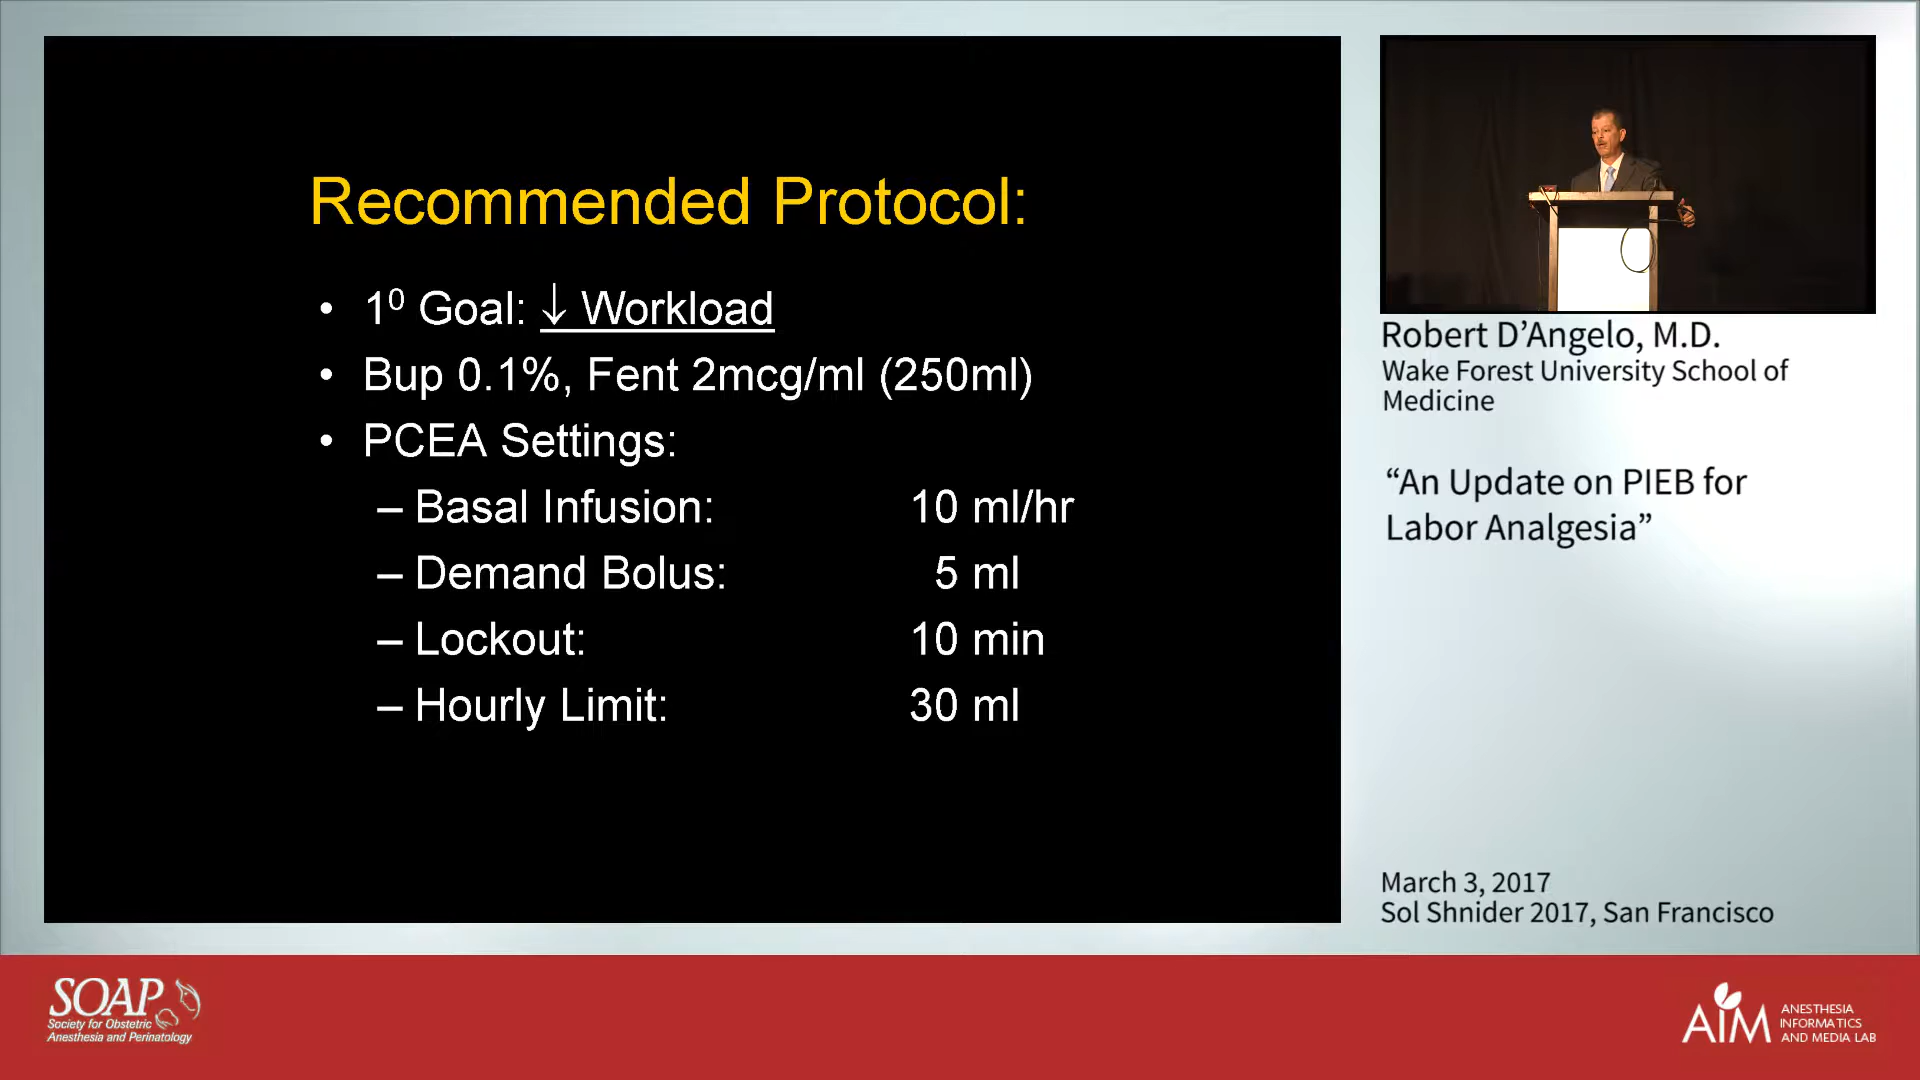 Recommended Protocol:
• 1⁰ Goal: ↓ Workload
• Bup 0.1%, Fent 2mcg/ml (250ml)
• PCEA Settings:
– Basal Infusion: 10 ml/hr
– Demand Bolus: 5 ml
– Lockout: 10 min
– Hourly Limit: 30 ml
Robert D’Angelo, M.D.
Wake Forest University School of
Medicine
“An Update on PIEB for
Labor Analgesia”
March 3, 2017
Sol Shnider 2017, San Francisco
SOAP
Society for Obstetric
Anesthesia and Perinatology
AIM
ANESTHESIA
INFORMATICS
AND MEDIA LAB